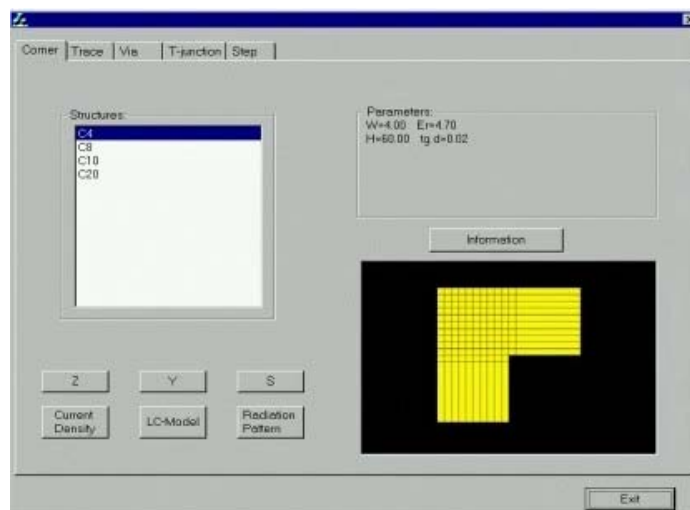 Corner Trace Via T-junction Step
Structures:
C4
C8
C10
C20
Parameters:
W=4.00 Er=4.70
H=60.00 tg d=0.02
Information
Z Y S
Current
Density
LC-Model
Radiation
Pattern
Exit